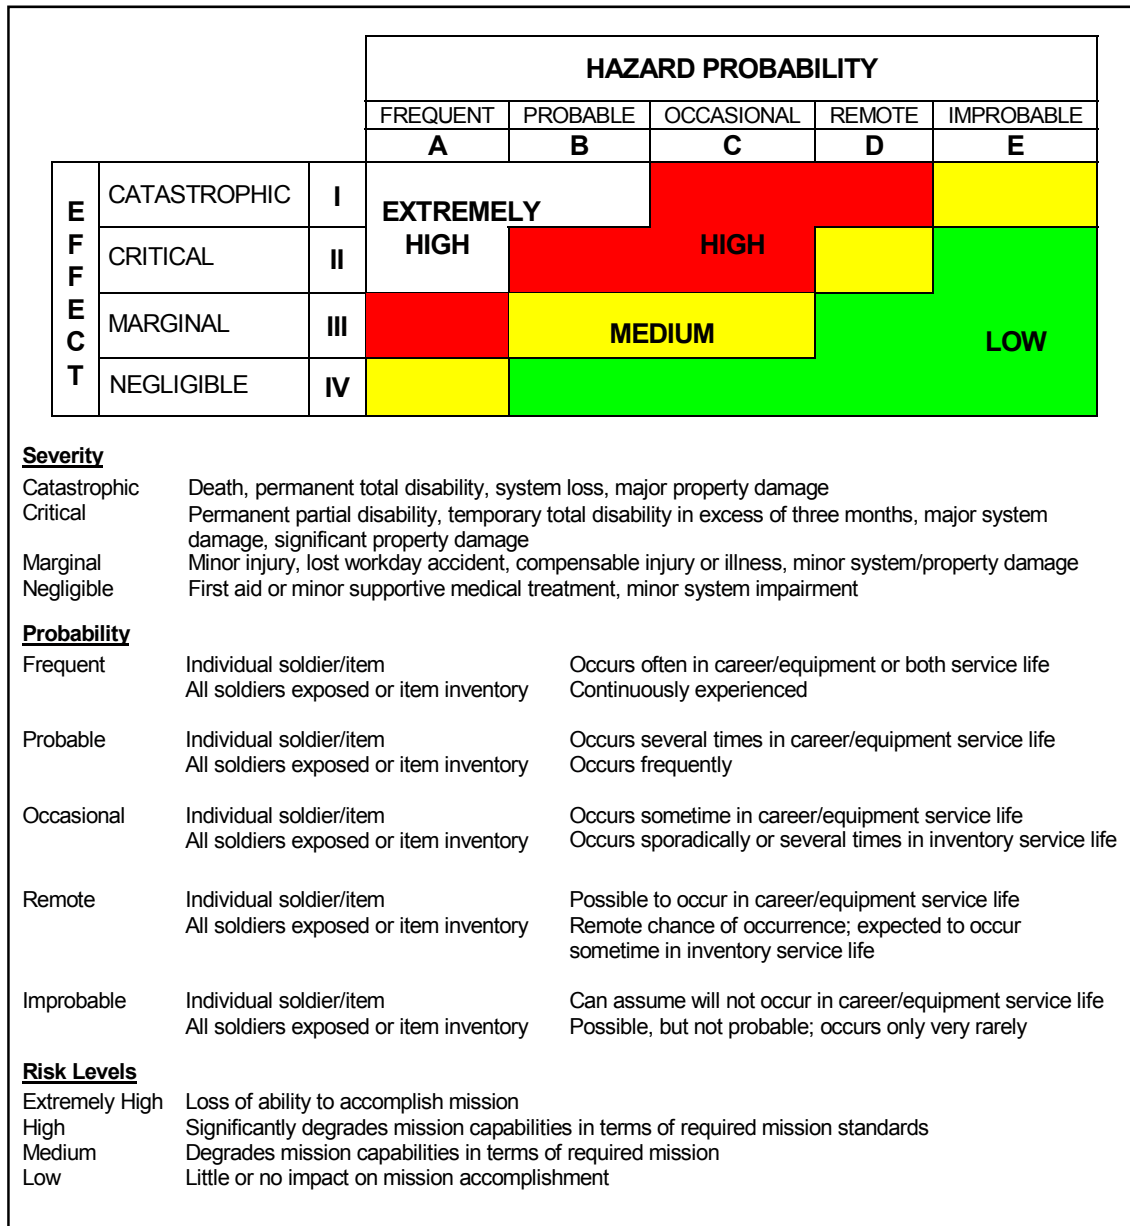 HAZARD PROBABILITY
FREQUENT PROBABLE OCCASIONAL REMOTE IMPROBABLE
A B C D E
EFFECT
CATASTROPHIC I
EXTREMELY
HIGH
HIGH
CRITICAL II
MARGINAL III MEDIUM LOW
NEGLIGIBLE IV
Severity
Catastrophic Death, permanent total disability, system loss, major property damage
Critical Permanent partial disability, temporary total disability in excess of three months, major system
damage, significant property damage
Marginal Minor injury, lost workday accident, compensable injury or illness, minor system/property damage
Negligible First aid or minor supportive medical treatment, minor system impairment
Probability
Frequent Individual soldier/item Occurs often in career/equipment or both service life
All soldiers exposed or item inventory Continuously experienced
Probable Individual soldier/item Occurs several times in career/equipment service life
All soldiers exposed or item inventory Occurs frequently
Occasional Individual soldier/item Occurs sometime in career/equipment service life
All soldiers exposed or item inventory Occurs sporadically or several times in inventory service life
Remote Individual soldier/item Possible to occur in career/equipment service life
All soldiers exposed or item inventory Remote chance of occurrence; expected to occur
sometime in inventory service life
Improbable Individual soldier/item Can assume will not occur in career/equipment service life
All soldiers exposed or item inventory Possible, but not probable; occurs only very rarely
Risk Levels
Extremely High Loss of ability to accomplish mission
High Significantly degrades mission capabilities in terms of required mission standards
Medium Degrades mission capabilities in terms of required mission
Low Little or no impact on mission accomplishment